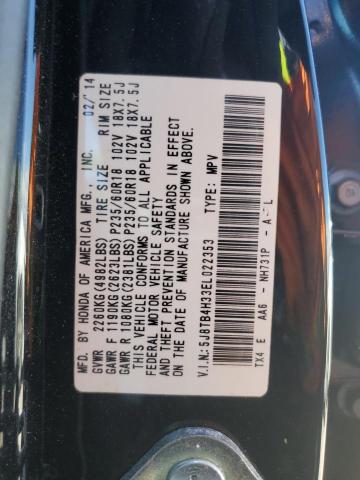 MFD. BY HONDA OF AMERICA MFG., INC. 02/'14
TIRE SIZE RIM SIZE
GVWR 2260KG(4982LBS)
GAWR F 1190KG(2623LBS) P235/60R18 102V 18X7.5J
GAWR R 1080KG(2381LBS) P235/60R18 102V 18X7.5J
THIS VEHICLE CONFORMS TO ALL APPLICABLE
FEDERAL MOTOR VEHICLE SAFETY
AND THEFT PREVENTION STANDARDS IN EFFECT
ON THE DATE OF MANUFACTURE SHOWN ABOVE.
V.I.N.: 5J8TB4H33EL022353 TYPE: MPV
TX4 E AA6 - NH731P -